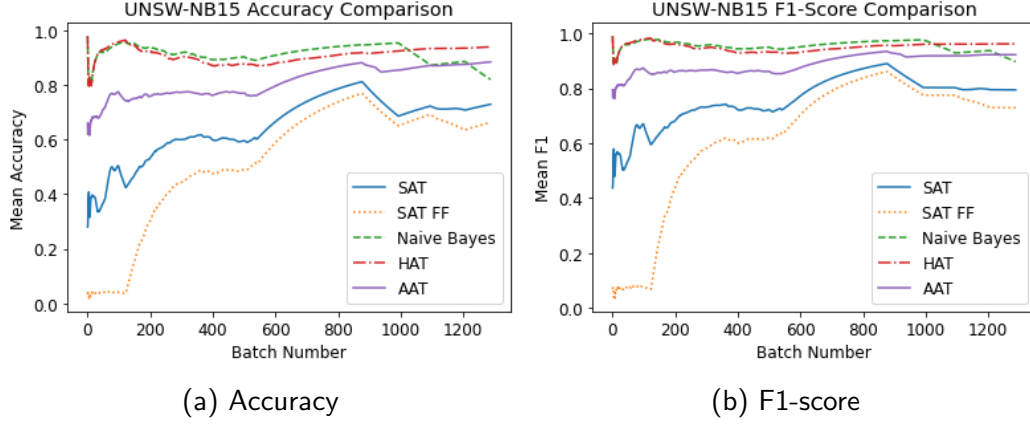 UNSW-NB15 Accuracy Comparison
1.0
0.8
0.6
0.4
0.2
0.0
Mean Accuracy
0 200 400 600 800 1000 1200
Batch Number
SAT
SAT FF
Naive Bayes
HAT
AAT
(a) Accuracy
UNSW-NB15 F1-Score Comparison
1.0
0.8
0.6
0.4
0.2
0.0
Mean F1
0 200 400 600 800 1000 1200
Batch Number
SAT
SAT FF
Naive Bayes
HAT
AAT
(b) F1-score